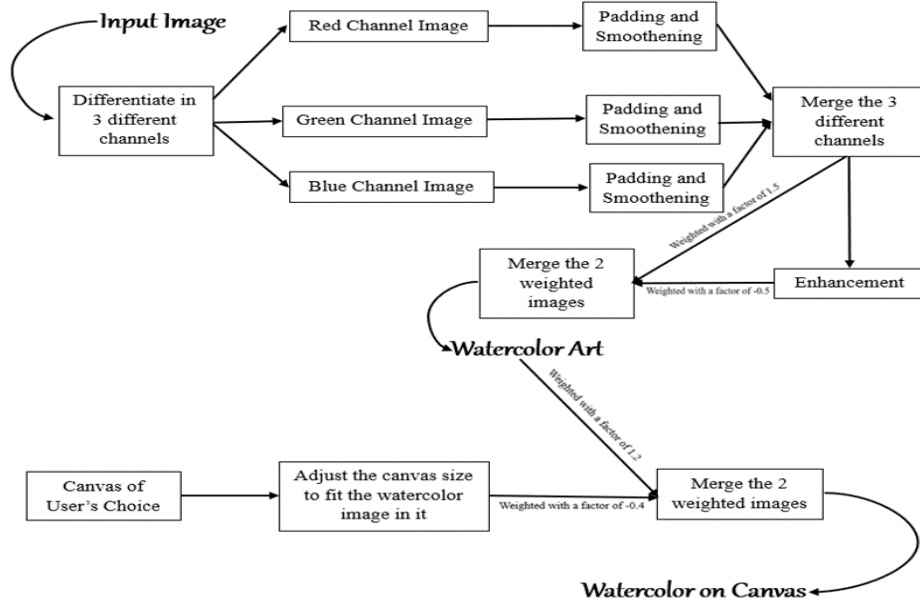 Input Image
Differentiate in
3 different
channels
Red Channel Image
Padding and
Smoothening
Green Channel Image
Padding and
Smoothening
Blue Channel Image
Padding and
Smoothening
Merge the 3
different
channels
Weighted with a factor of 1.5
Enhancement
Weighted with a factor of -0.5
Merge the 2
weighted
images
Watercolor Art
Weighted with a factor of 1.2
Canvas of
User's Choice
Adjust the canvas size
to fit the watercolor
image in it
Weighted with a factor of -0.4
Merge the 2
weighted images
Watercolor on Canvas